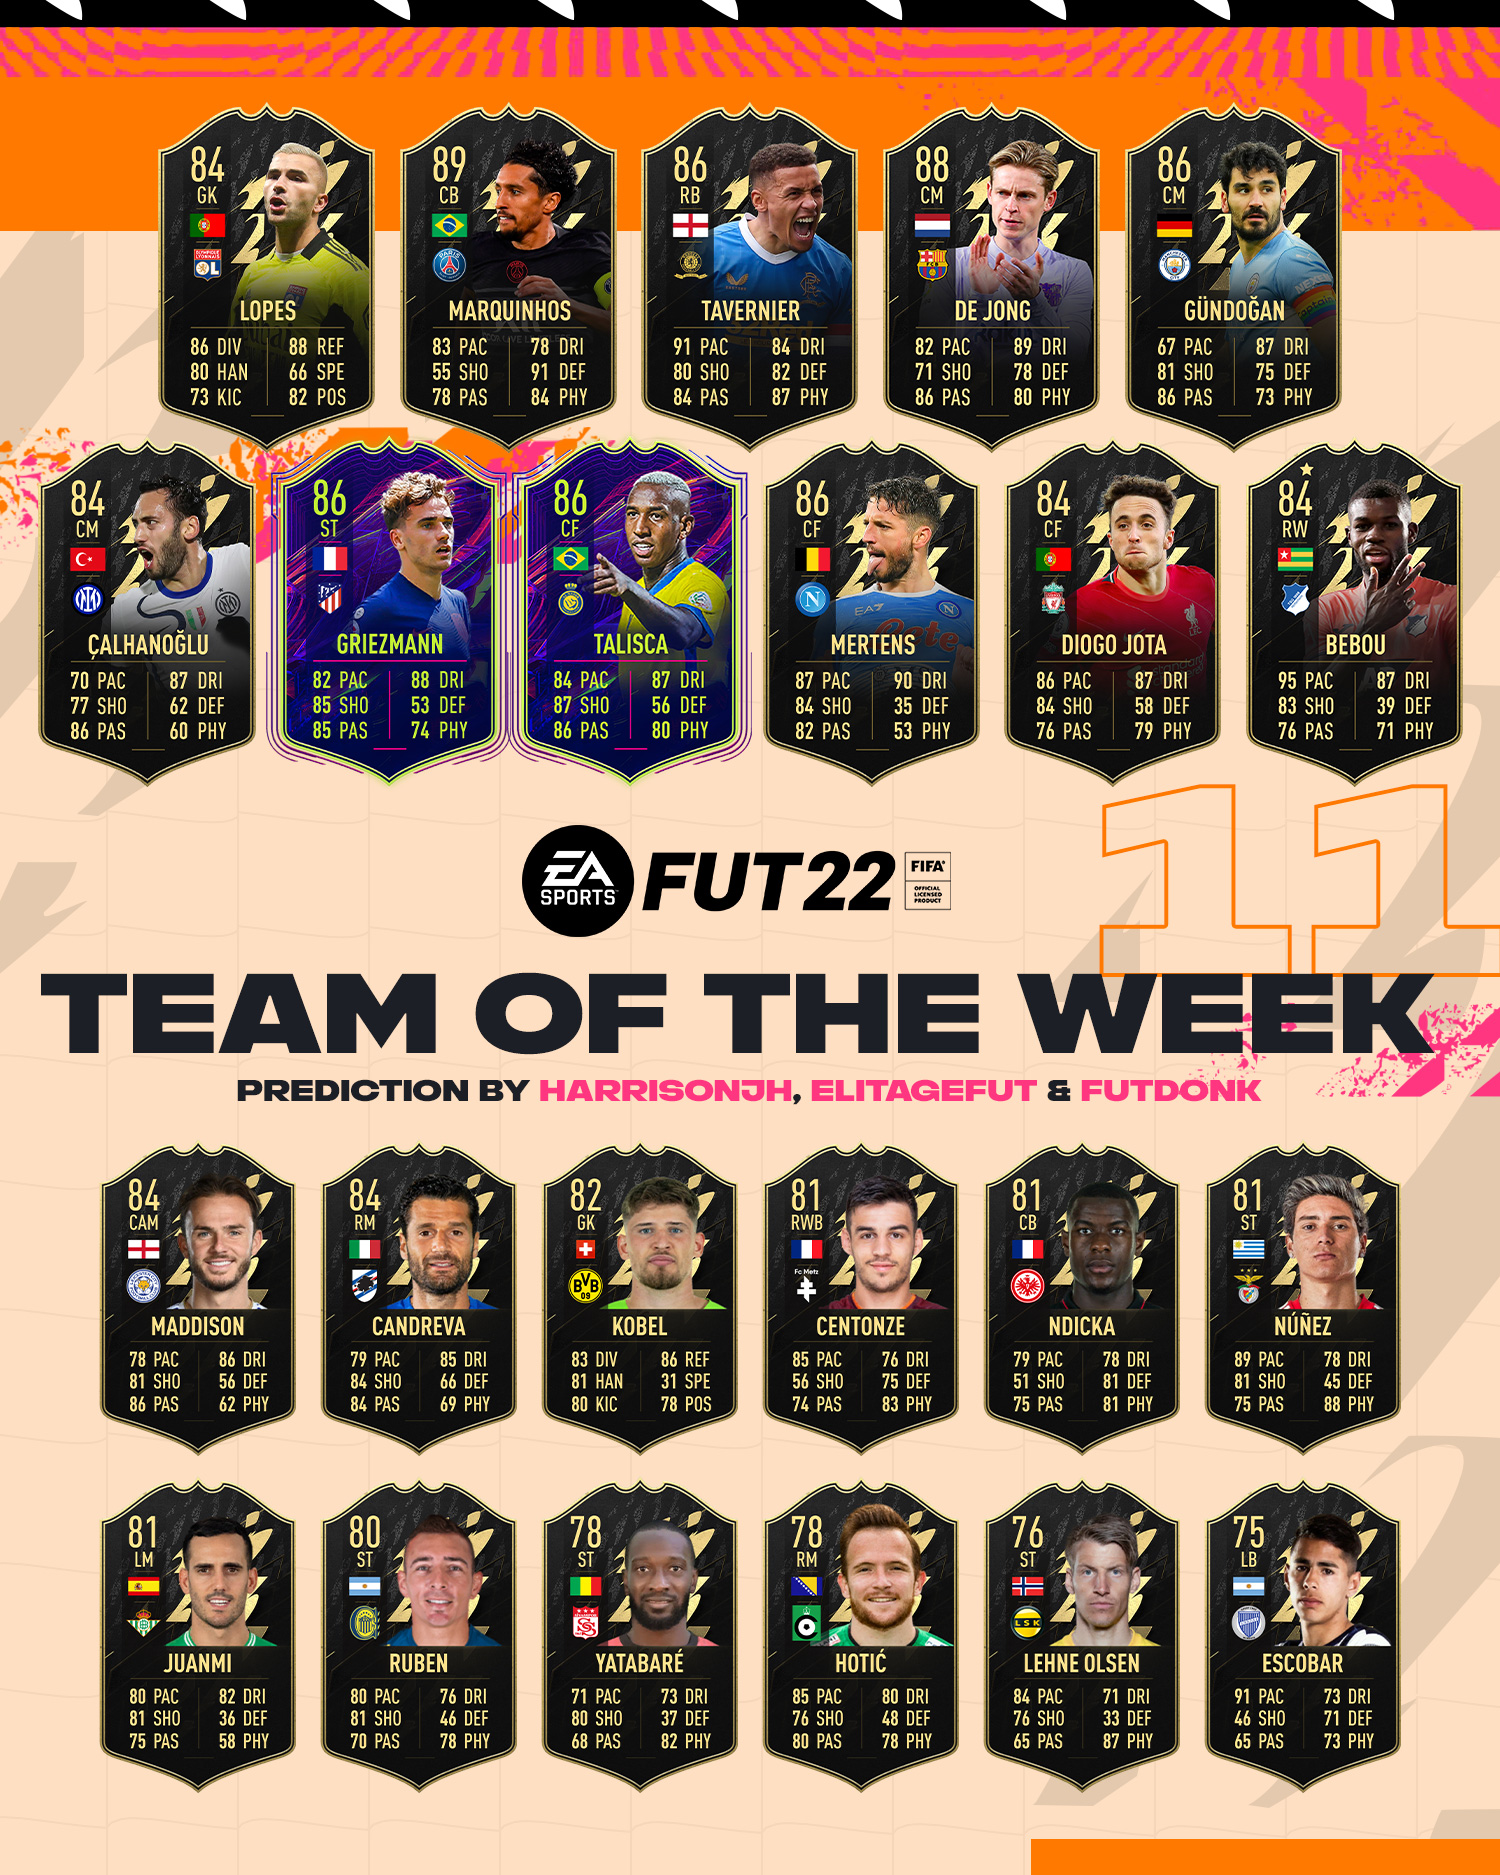 84 89 86 88 86
GK CB RB CM CM
LOPES MARQUINHOS TAVERNIER DE JONG GÜNDOĞAN
86 DIV 88 REF 83 PAC 78 DRI 91 PAC 84 DRI 82 PAC 89 DRI 67 PAC 87 DRI
80 HAN 66 SPE 55 SHO 91 DEF 80 SHO 82 DEF 71 SHO 78 DEF 81 SHO 75 DEF
73 KIC 82 POS 78 PAS 84 PHY 84 PAS 87 PHY 86 PAS 80 PHY 86 PAS 73 PHY
84 86 86 86 84 84
CM ST CF CF CF RW
ÇALHANOĞLU GRIEZMANN TALISCA MERTENS DIOGO JOTA BEBOU
70 PAC 87 DRI 82 PAC 88 DRI 84 PAC 87 DRI 87 PAC 90 DRI 86 PAC 87 DRI 95 PAC 87 DRI
77 SHO 62 DEF 85 SHO 53 DEF 87 SHO 56 DEF 84 SHO 35 DEF 84 SHO 58 DEF 83 SHO 39 DEF
86 PAS 60 PHY 85 PAS 74 PHY 86 PAS 80 PHY 82 PAS 53 PHY 76 PAS 79 PHY 76 PAS 71 PHY
11
EA SPORTS FUT 22 FIFA OFFICIAL LICENSED PRODUCT
TEAM OF THE WEEK
PREDICTION BY HARRISONJH, ELITAGEFUT & FUTDONK
84 84 82 81 81 81
CAM RM GK RWB CB ST
MADDISON CANDREVA KOBEL CENTONZE NDICKA NÚÑEZ
78 PAC 86 DRI 79 PAC 85 DRI 83 DIV 86 REF 85 PAC 76 DRI 79 PAC 78 DRI 89 PAC 78 DRI
81 SHO 56 DEF 84 SHO 66 DEF 81 HAN 31 SPE 56 SHO 75 DEF 51 SHO 81 DEF 81 SHO 45 DEF
86 PAS 62 PHY 84 PAS 69 PHY 80 KIC 78 POS 74 PAS 83 PHY 75 PAS 81 PHY 75 PAS 88 PHY
81 80 78 78 76 75
LM ST ST RM ST LB
JUANMI RUBEN YATABARÉ HOTIĆ LEHNE OLSEN ESCOBAR
80 PAC 82 DRI 80 PAC 76 DRI 71 PAC 73 DRI 85 PAC 80 DRI 84 PAC 71 DRI 91 PAC 73 DRI
81 SHO 36 DEF 81 SHO 46 DEF 80 SHO 37 DEF 76 SHO 48 DEF 76 SHO 33 DEF 46 SHO 71 DEF
75 PAS 58 PHY 70 PAS 78 PHY 68 PAS 82 PHY 80 PAS 78 PHY 65 PAS 87 PHY 65 PAS 73 PHY